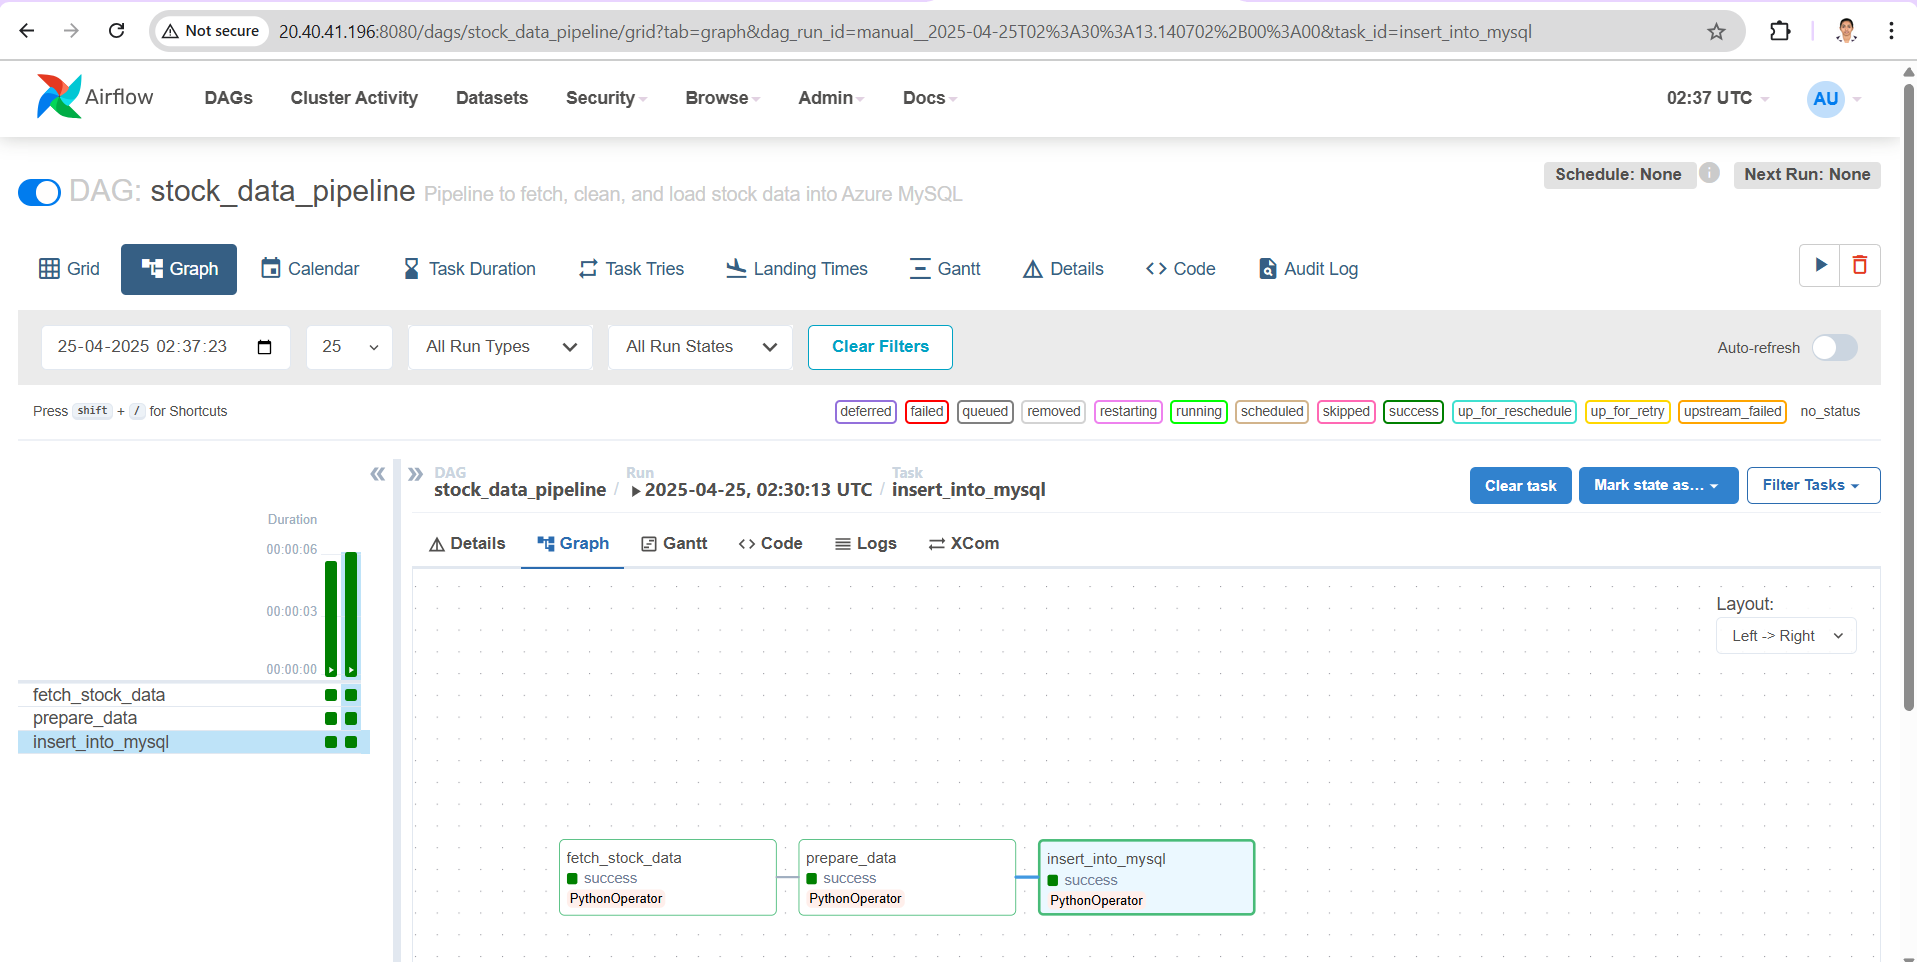 Not secure 20.40.41.196:8080/dags/stock_data_pipeline/grid?tab=graph&dag_run_id=manual__2025-04-25T02%3A30%3A13.140702%2B00%3A00&task_id=insert_into_mysql
Airflow DAGs Cluster Activity Datasets Security Browse Admin Docs 02:37 UTC AU
Schedule: None i Next Run: None
DAG: stock_data_pipeline Pipeline to fetch, clean, and load stock data into Azure MySQL
Grid Graph Calendar Task Duration Task Tries Landing Times Gantt Details Code Audit Log
25-04-2025 02:37:23 25 All Run Types All Run States Clear Filters Auto-refresh
Press shift + / for Shortcuts deferred failed queued removed restarting running scheduled skipped success up_for_reschedule up_for_retry upstream_failed no_status
DAG Run Task
stock_data_pipeline / 2025-04-25, 02:30:13 UTC / insert_into_mysql
Clear task Mark state as... Filter Tasks
Details Graph Gantt Code Logs XCom
Duration
00:00:06
00:00:03
00:00:00
fetch_stock_data
prepare_data
insert_into_mysql
Layout:
Left -> Right
fetch_stock_data
success
PythonOperator
prepare_data
success
PythonOperator
insert_into_mysql
success
PythonOperator